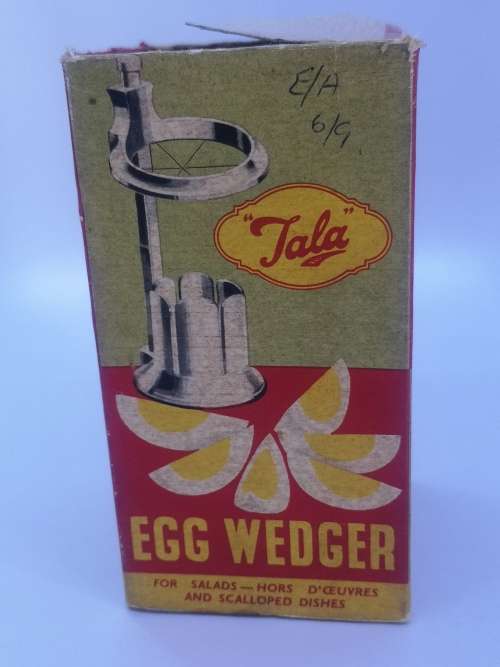 E/A
6/9
"Tala"
EGG WEDGER
FOR SALADS — HORS D'ŒUVRES
AND SCALLOPED DISHES